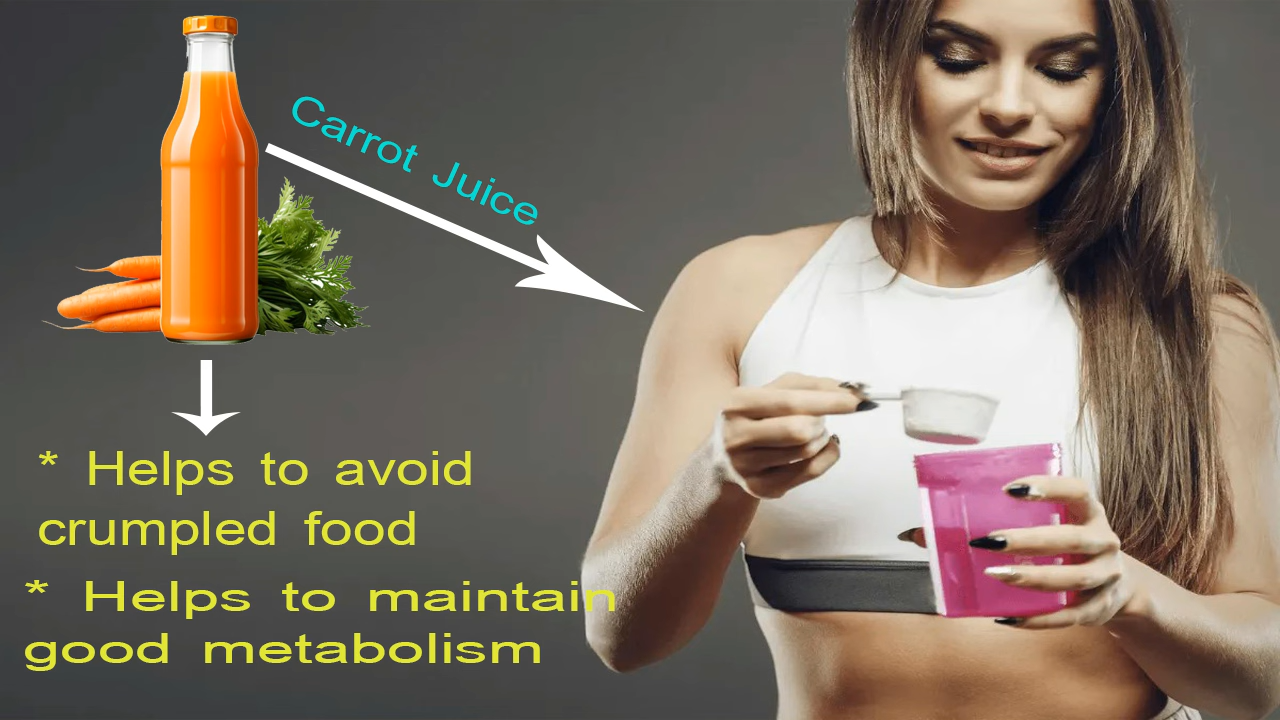 Carrot Juice
* Helps to avoid
crumpled food
* Helps to maintain
good metabolism